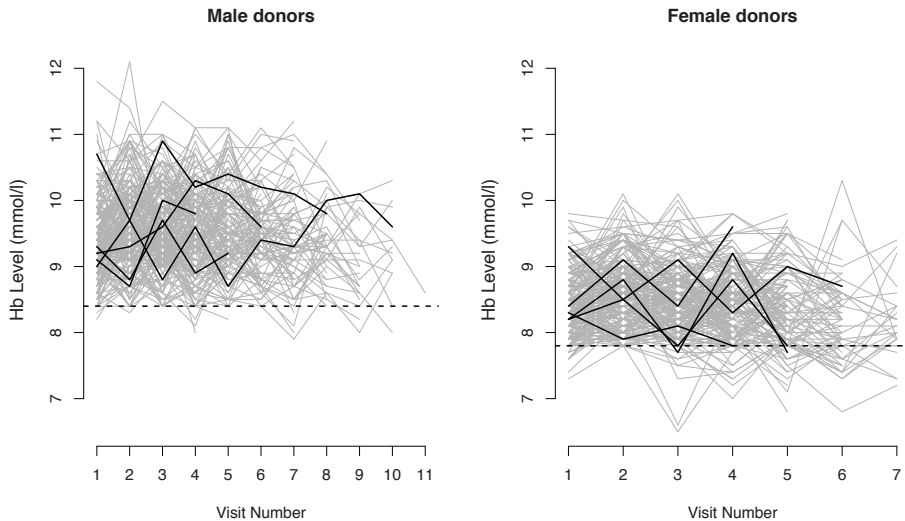 Male donors
Hb Level (mmol/l)
12
11
10
9
8
7
1 2 3 4 5 6 7 8 9 10 11
Visit Number
Female donors
Hb Level (mmol/l)
12
11
10
9
8
7
1 2 3 4 5 6 7
Visit Number